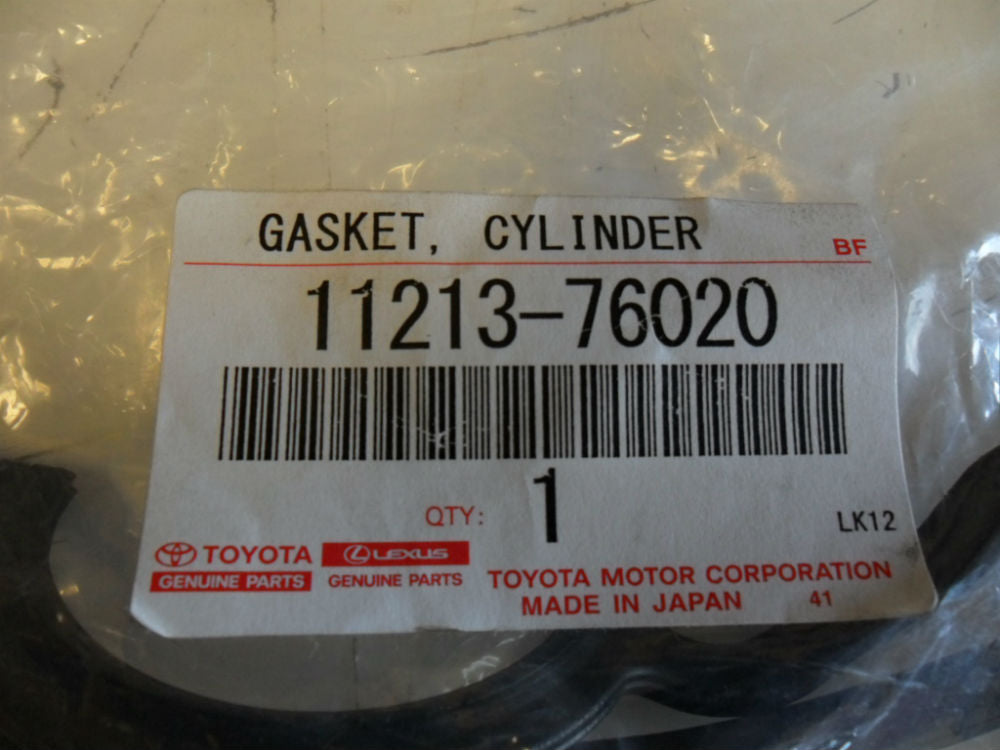 GASKET, CYLINDER
BF
11213-76020
QTY: 1
LK12
TOYOTA LEXUS
GENUINE PARTS GENUINE PARTS
TOYOTA MOTOR CORPORATION
MADE IN JAPAN 41